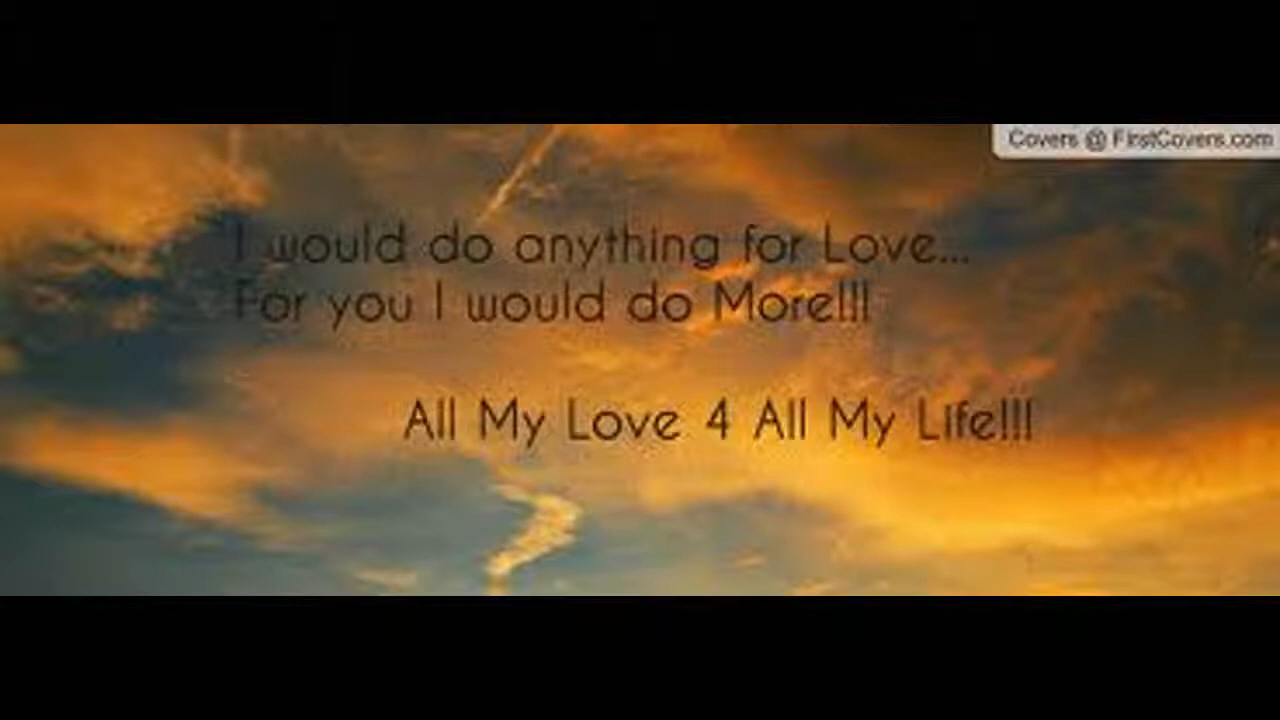 Covers @ FirstCovers.com
I would do anything for Love...
For you I would do More!!!
All My Love 4 All My Life!!!